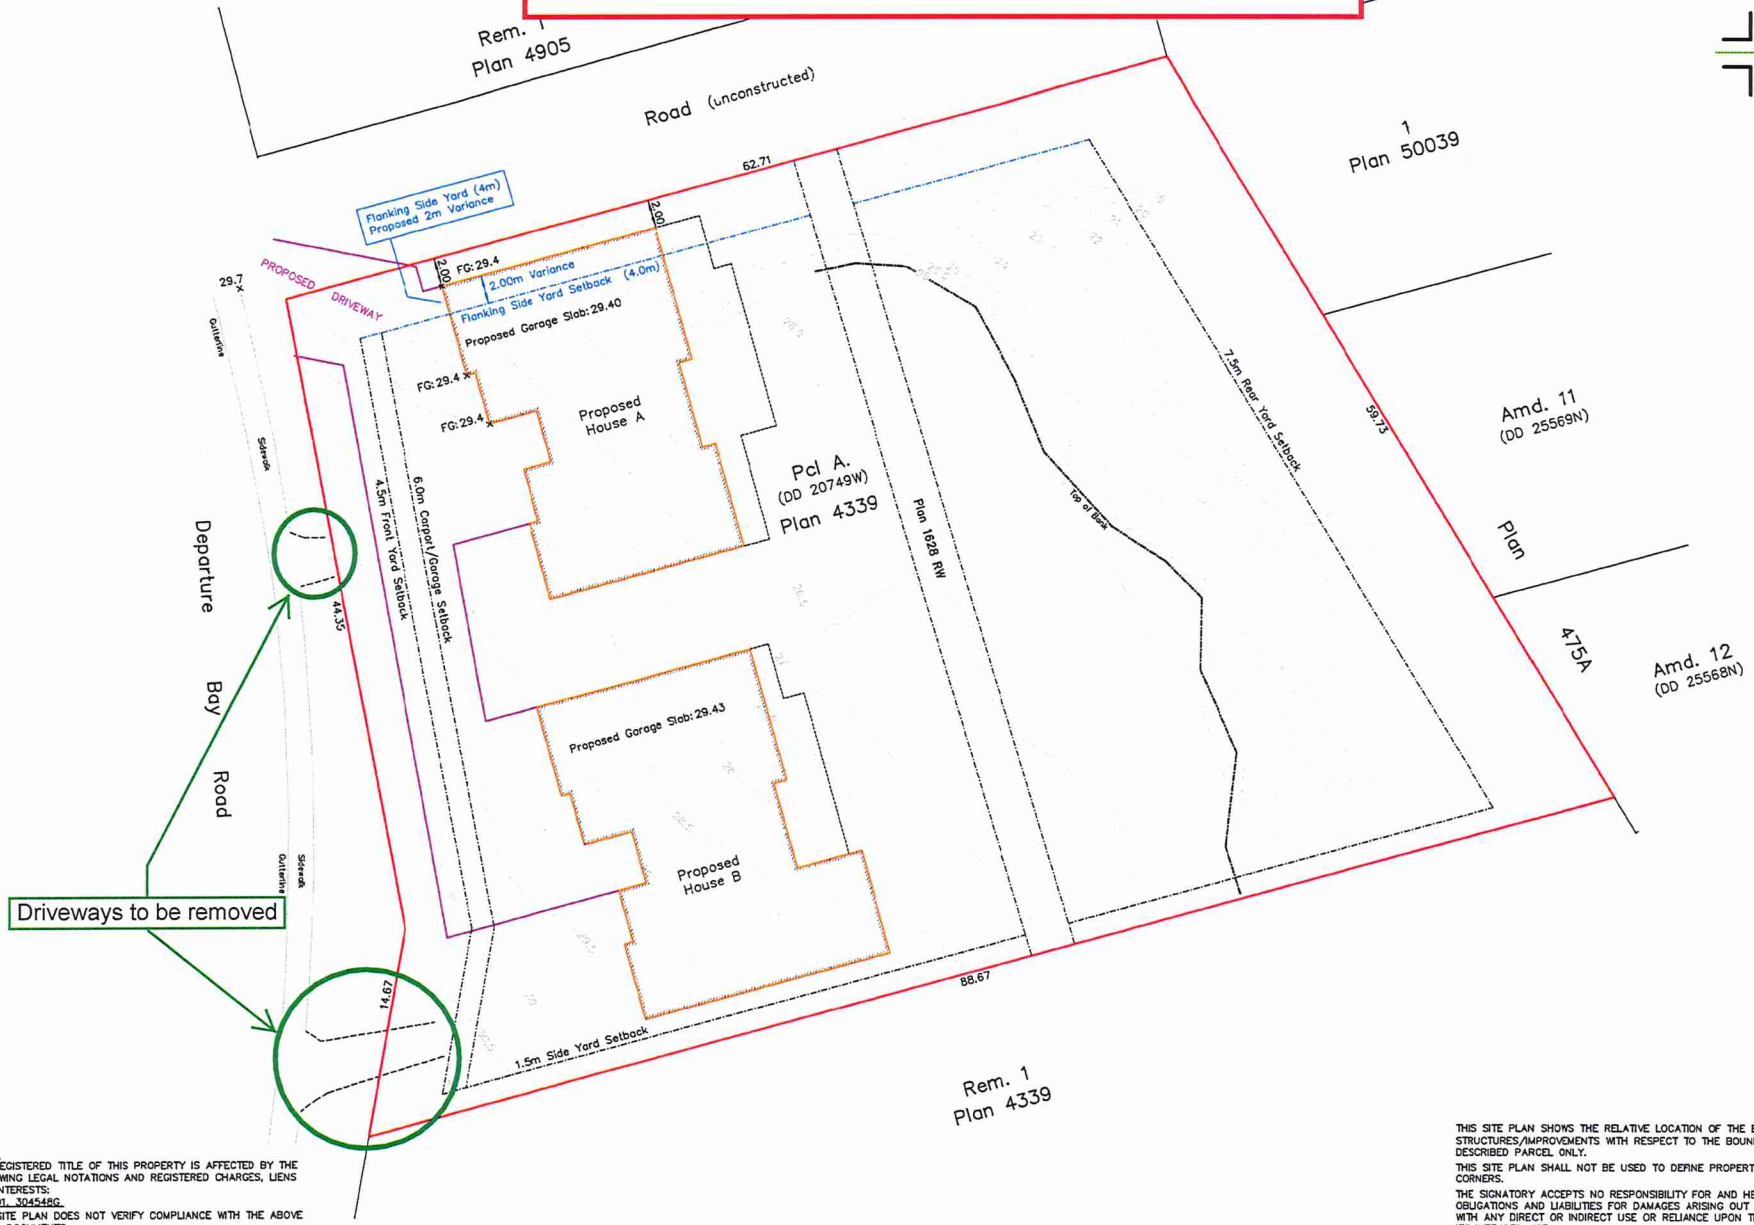 Rem. 1
Plan 4905
Road (unconstructed)
1
Plan 50039
62.71
Flanking Side Yard (4m)
Proposed 2m Variance
2.00
2.00
FG:29.4
2.00m Variance
Flanking Side Yard Setback (4.0m)
Proposed Garage Slab:29.40
29.7
PROPOSED DRIVEWAY
Gutterline
Sidewalk
FG:29.4
FG:29.4
Proposed
House A
7.5m Rear Yard Setback
59.73
Amd. 11
(DD 25569N)
Pcl A.
(DD 20749W)
Plan 4339
4.5m Front Yard Setback
6.0m Carport/Garage Setback
Plan 1628 RW
Top of Bank
Plan
475A
Amd. 12
(DD 25568N)
Departure Bay Road
44.35
Proposed Garage Slab:29.43
Proposed
House B
Sidewalk
Gutterline
Driveways to be removed
14.67
88.67
1.5m Side Yard Setback
Rem. 1
Plan 4339
EGISTERED TITLE OF THIS PROPERTY IS AFFECTED BY THE
WING LEGAL NOTATIONS AND REGISTERED CHARGES, LIENS
NTERESTS:
304548G
SITE PLAN DOES NOT VERIFY COMPLIANCE WITH THE ABOVE
THIS SITE PLAN SHOWS THE RELATIVE LOCATION OF THE
STRUCTURES/IMPROVEMENTS WITH RESPECT TO THE BOUN
DESCRIBED PARCEL ONLY.
THIS SITE PLAN SHALL NOT BE USED TO DEFINE PROPERT
CORNERS.
THE SIGNATORY ACCEPTS NO RESPONSIBILITY FOR AND HE
OBLIGATIONS AND LIABILITIES FOR DAMAGES ARISING OUT
WITH ANY DIRECT OR INDIRECT USE OR RELIANCE UPON